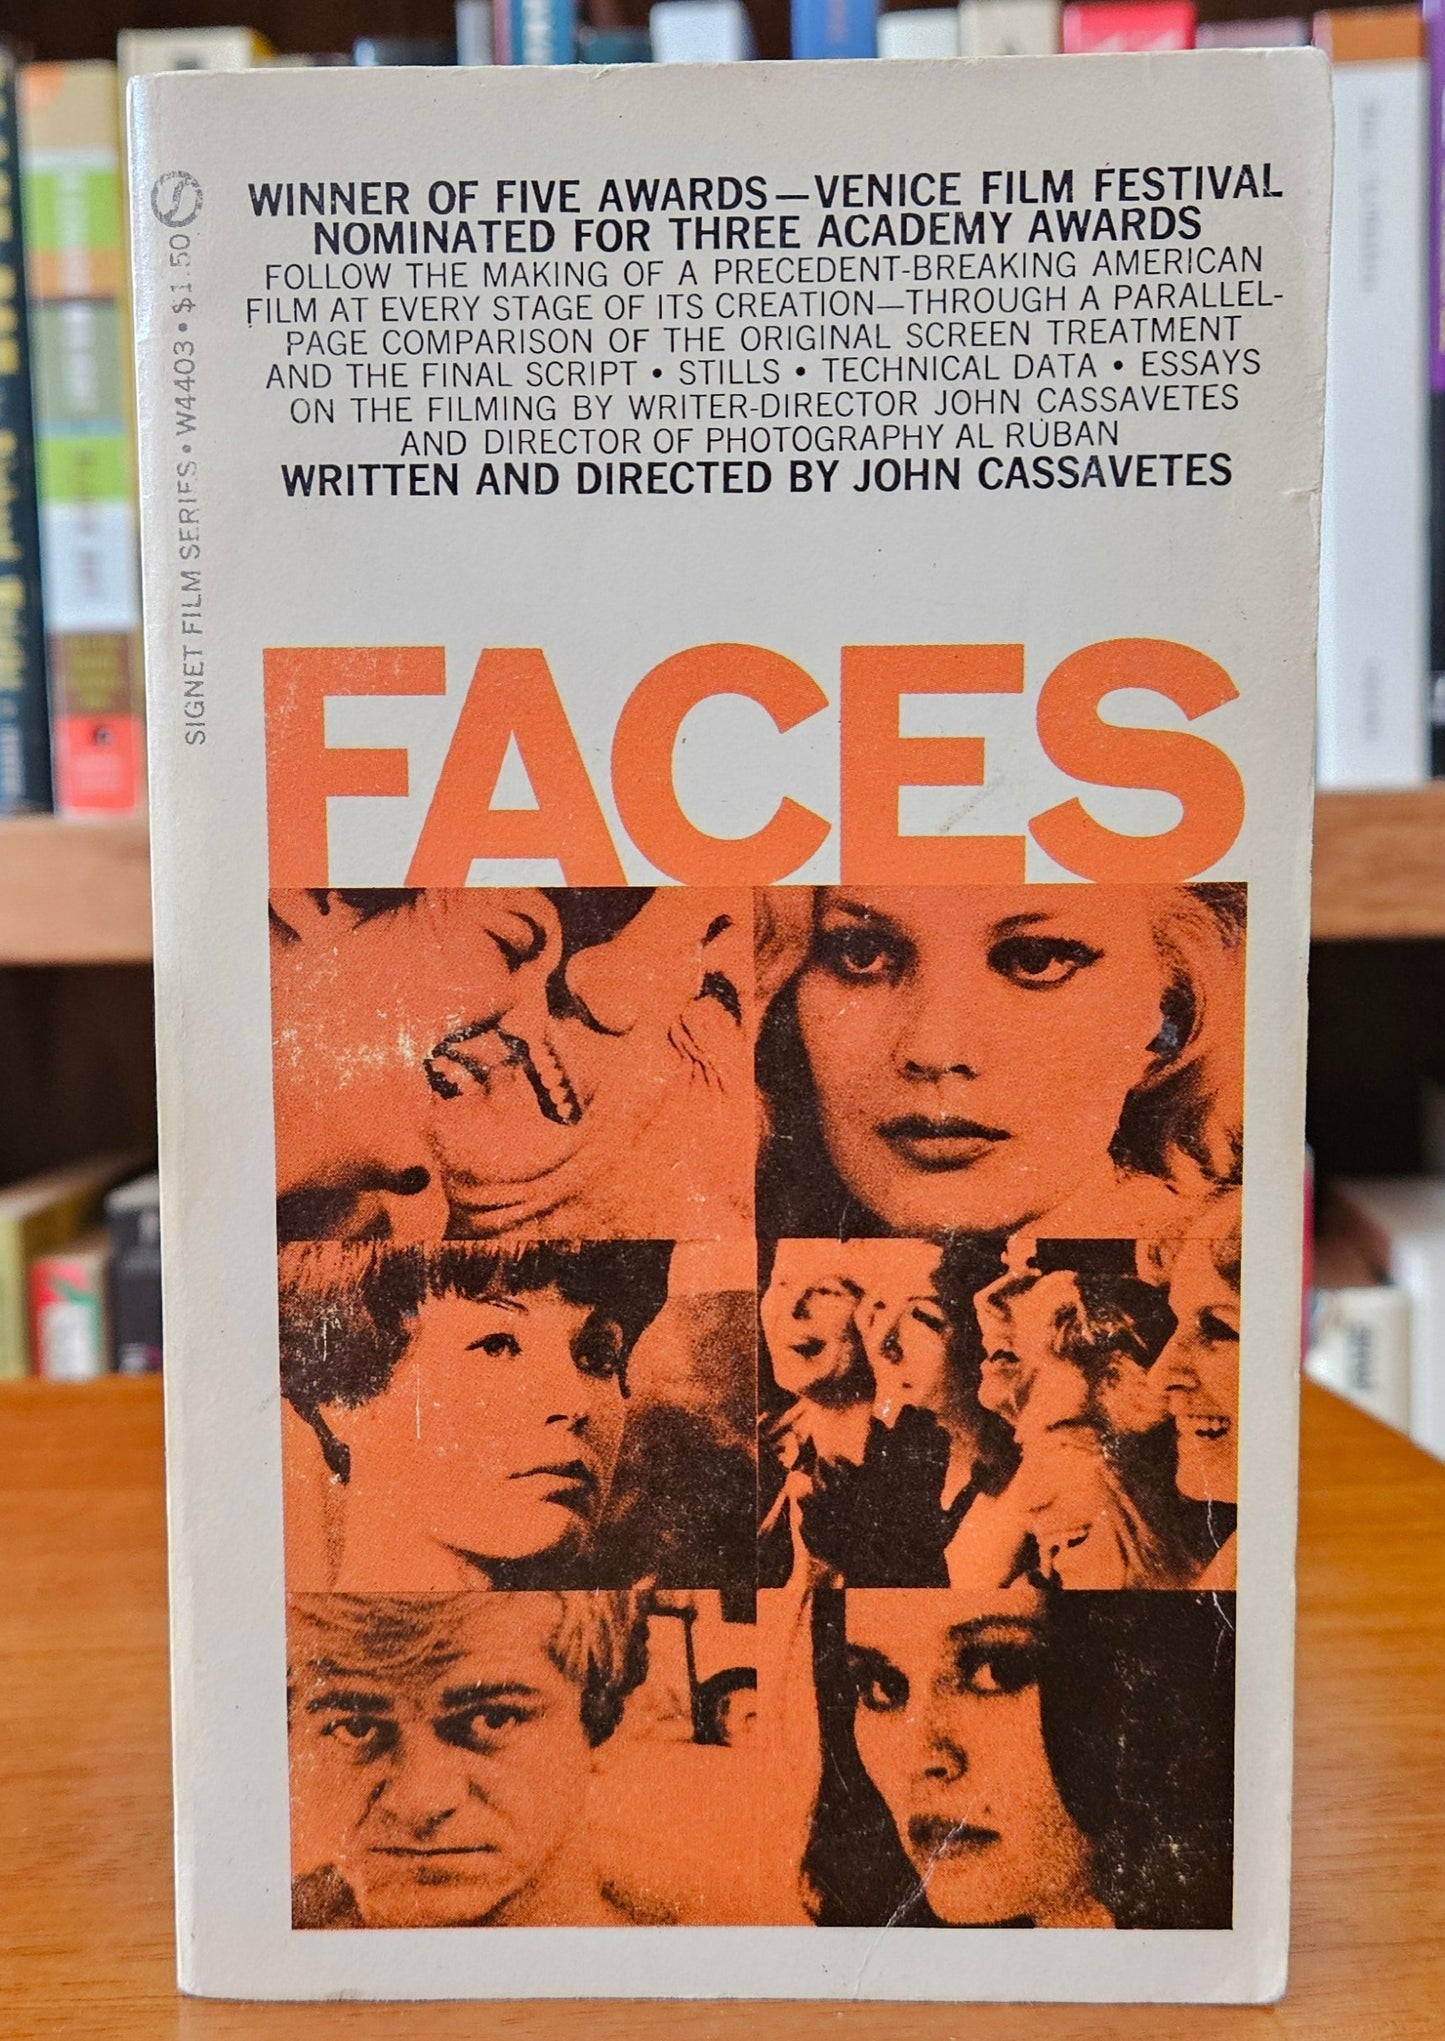 WINNER OF FIVE AWARDS—VENICE FILM FESTIVAL
NOMINATED FOR THREE ACADEMY AWARDS
FOLLOW THE MAKING OF A PRECEDENT-BREAKING AMERICAN
FILM AT EVERY STAGE OF ITS CREATION—THROUGH A PARALLEL-
PAGE COMPARISON OF THE ORIGINAL SCREEN TREATMENT
AND THE FINAL SCRIPT • STILLS • TECHNICAL DATA • ESSAYS
ON THE FILMING BY WRITER-DIRECTOR JOHN CASSAVETES
AND DIRECTOR OF PHOTOGRAPHY AL RUBAN
WRITTEN AND DIRECTED BY JOHN CASSAVETES
SIGNET FILM SERIES • W4403 • $1.50
FACES